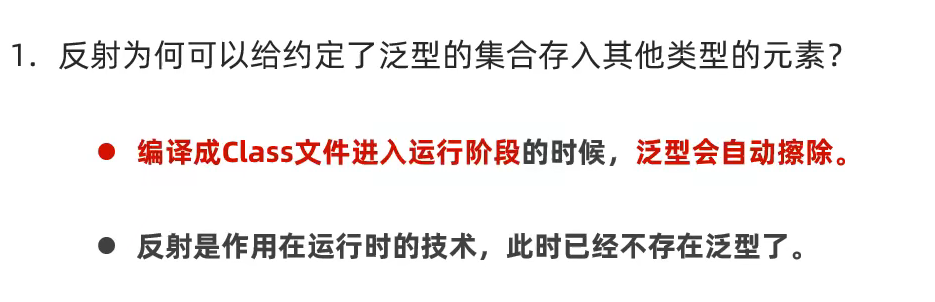 1. 反射为何可以给约定了泛型的集合存入其他类型的元素?
● 编译成Class文件进入运行阶段的时候，泛型会自动擦除。
● 反射是作用在运行时的技术，此时已经不存在泛型了。